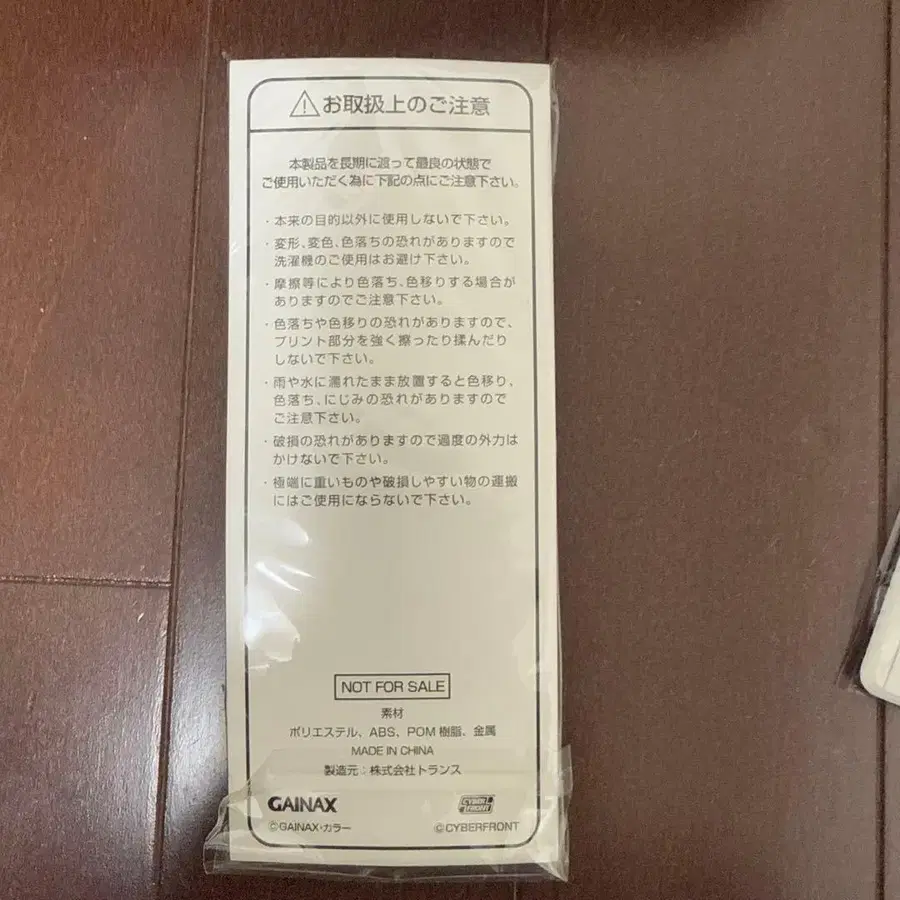 ⚠お取扱上のご注意
本製品を長期に渡って最良の状態で
ご使用いただく為に下記の点にご注意下さい。
・本来の目的以外に使用しないで下さい。
・変形、変色、色落ちの恐れがありますので
洗濯機のご使用はお避け下さい。
・摩擦等により色落ち、色移りする場合が
ありますのでご注意下さい。
・色落ちや色移りの恐れがありますので、
プリント部分を強く擦ったり揉んだり
しないで下さい。
・雨や水に濡れたまま放置すると色移り、
色落ち、にじみの恐れがありますので
ご注意下さい。
・破損の恐れがありますので過度の外力は
かけないで下さい。
・極端に重いものや破損しやすい物の運搬
にはご使用にならないで下さい。
NOT FOR SALE
素材
ポリエステル、ABS、POM 樹脂、金属
MADE IN CHINA
製造元：株式会社トランス
GAINAX
CYBER FRONT
©GAINAX・カラー
©CYBERFRONT